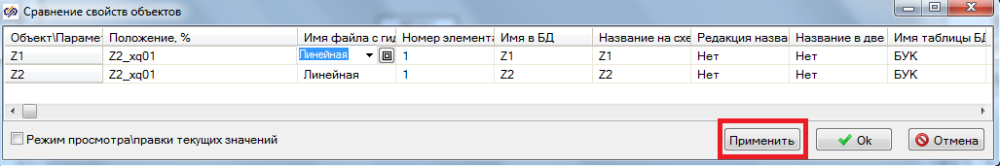 Сравнение свойств объектов
Объект\Параме Положение, % Имя файла с гид Номер элемента Имя в БД Название на схе Редакция назва Название в две Имя таблицы БД
Z1 Z2_xq01 Линейная 1 Z1 Z1 Нет Нет БУК
Z2 Z2_xq01 Линейная 1 Z2 Z2 Нет Нет БУК
Режим просмотра\правки текущих значений Применить Ok Отмена